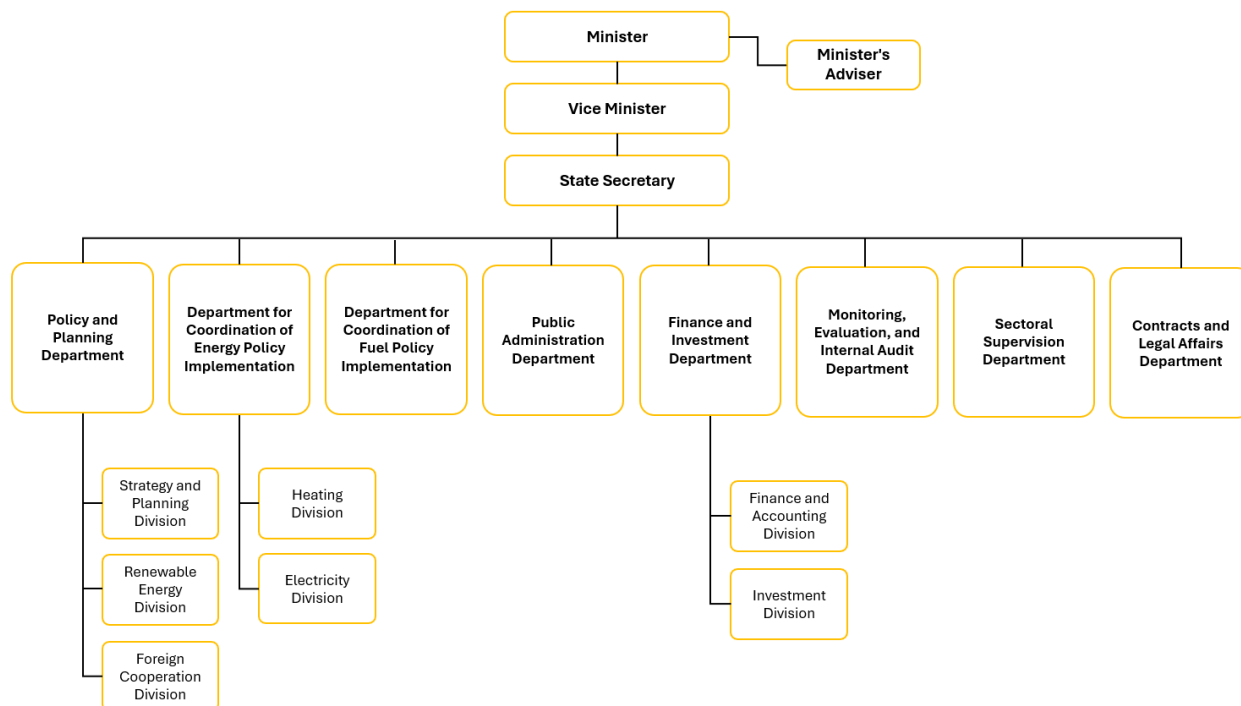 Minister
Minister's
Adviser
Vice Minister
State Secretary
Policy and
Planning
Department
Department for
Coordination of
Energy Policy
Implementation
Department for
Coordination of
Fuel Policy
Implementation
Public
Administration
Department
Finance and
Investment
Department
Monitoring,
Evaluation, and
Internal Audit
Department
Sectoral
Supervision
Department
Contracts and
Legal Affairs
Department
Strategy and
Planning
Division
Renewable
Energy
Division
Foreign
Cooperation
Division
Heating
Division
Electricity
Division
Finance and
Accounting
Division
Investment
Division